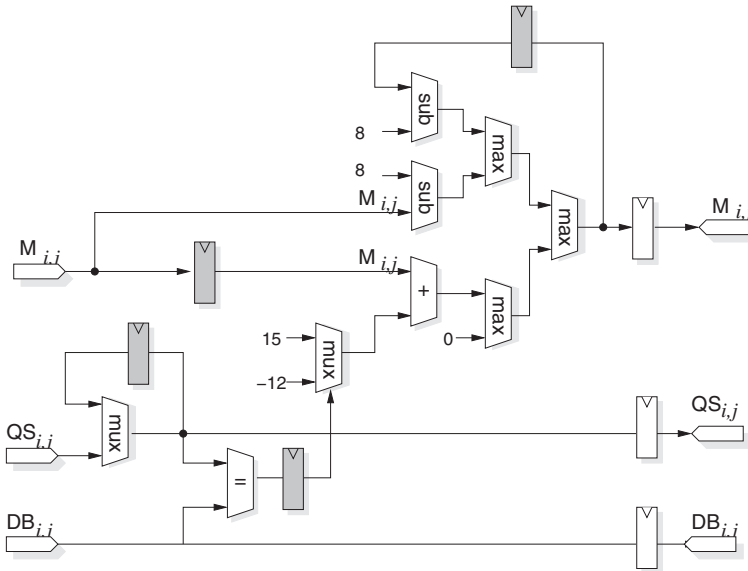 sub
8
max
8
sub
M i,j
max
M i,
M i,j
M i,j
+
max
0
15
mux
−12
mux
QS i,j
QS i,j
=
DB i,j
DB i,j